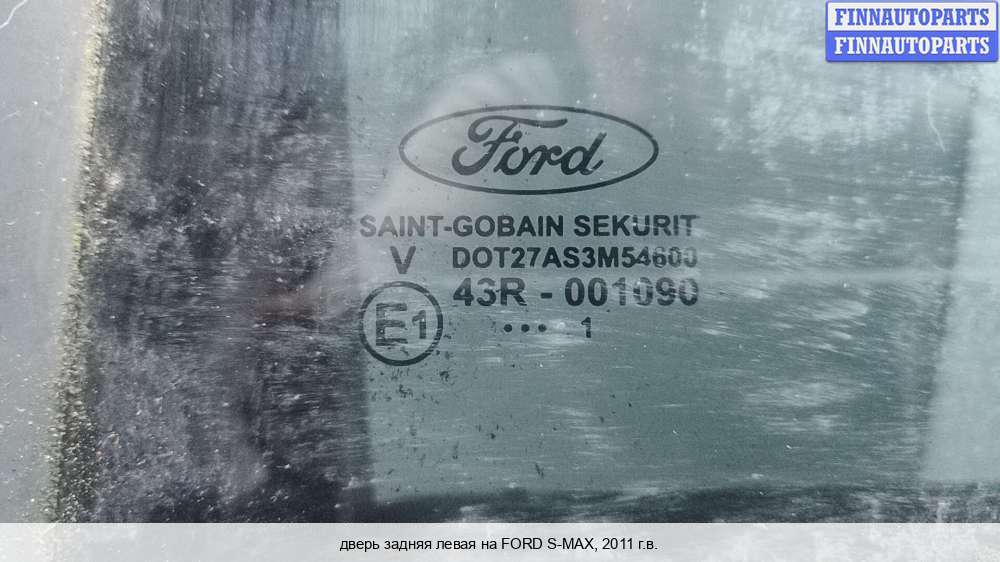 FINNAUTOPARTS
FINNAUTOPARTS
Ford
SAINT-GOBAIN SEKURIT
V DOT27AS3M54600
43R - 001090
E1
••• 1
дверь задняя левая на FORD S-MAX, 2011 г.в.